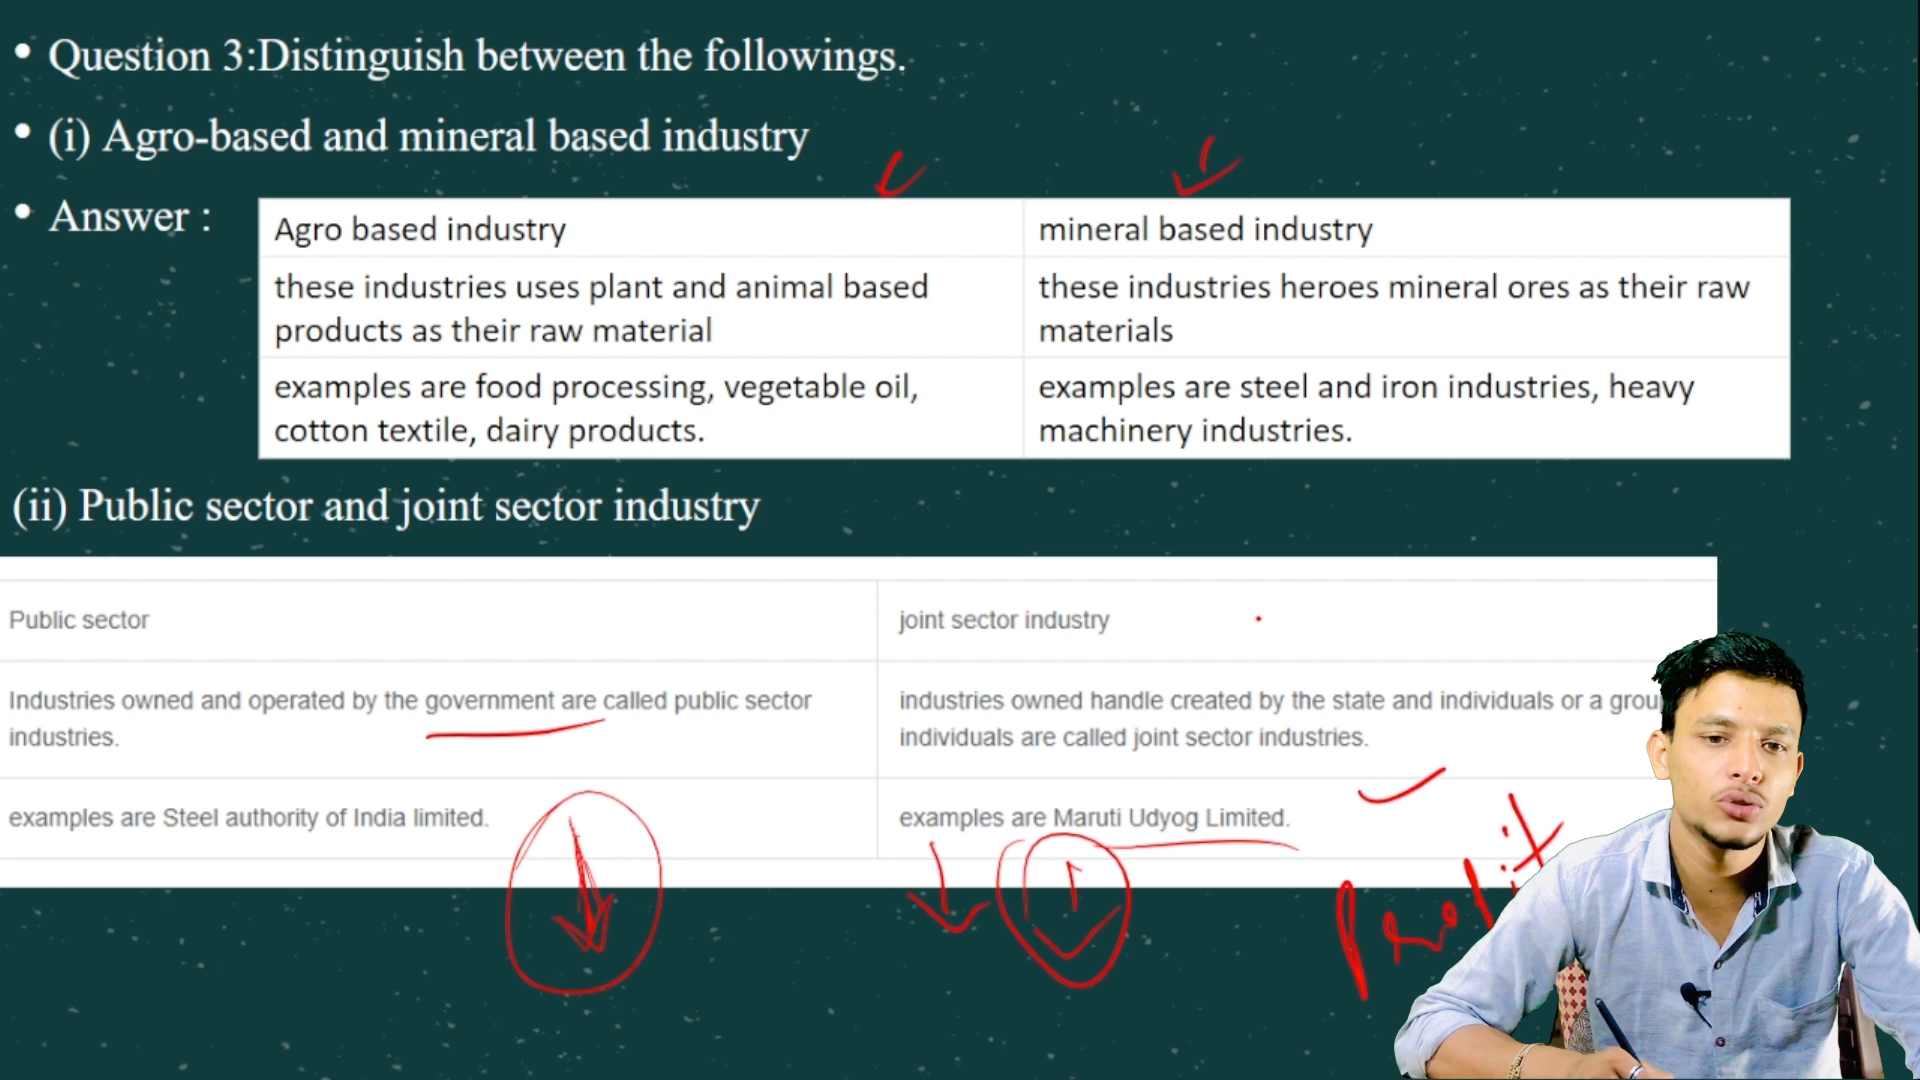 • Question 3:Distinguish between the followings.
• (i) Agro-based and mineral based industry
• Answer :
Agro based industry
mineral based industry
these industries uses plant and animal based
products as their raw material
these industries heroes mineral ores as their raw
materials
examples are food processing, vegetable oil,
cotton textile, dairy products.
examples are steel and iron industries, heavy
machinery industries.
(ii) Public sector and joint sector industry
Public sector
joint sector industry
Industries owned and operated by the government are called public sector
industries.
industries owned handle created by the state and individuals or a
individuals are called joint sector industries.
examples are Steel authority of India limited.
examples are Maruti Udyog Limited.
Profit